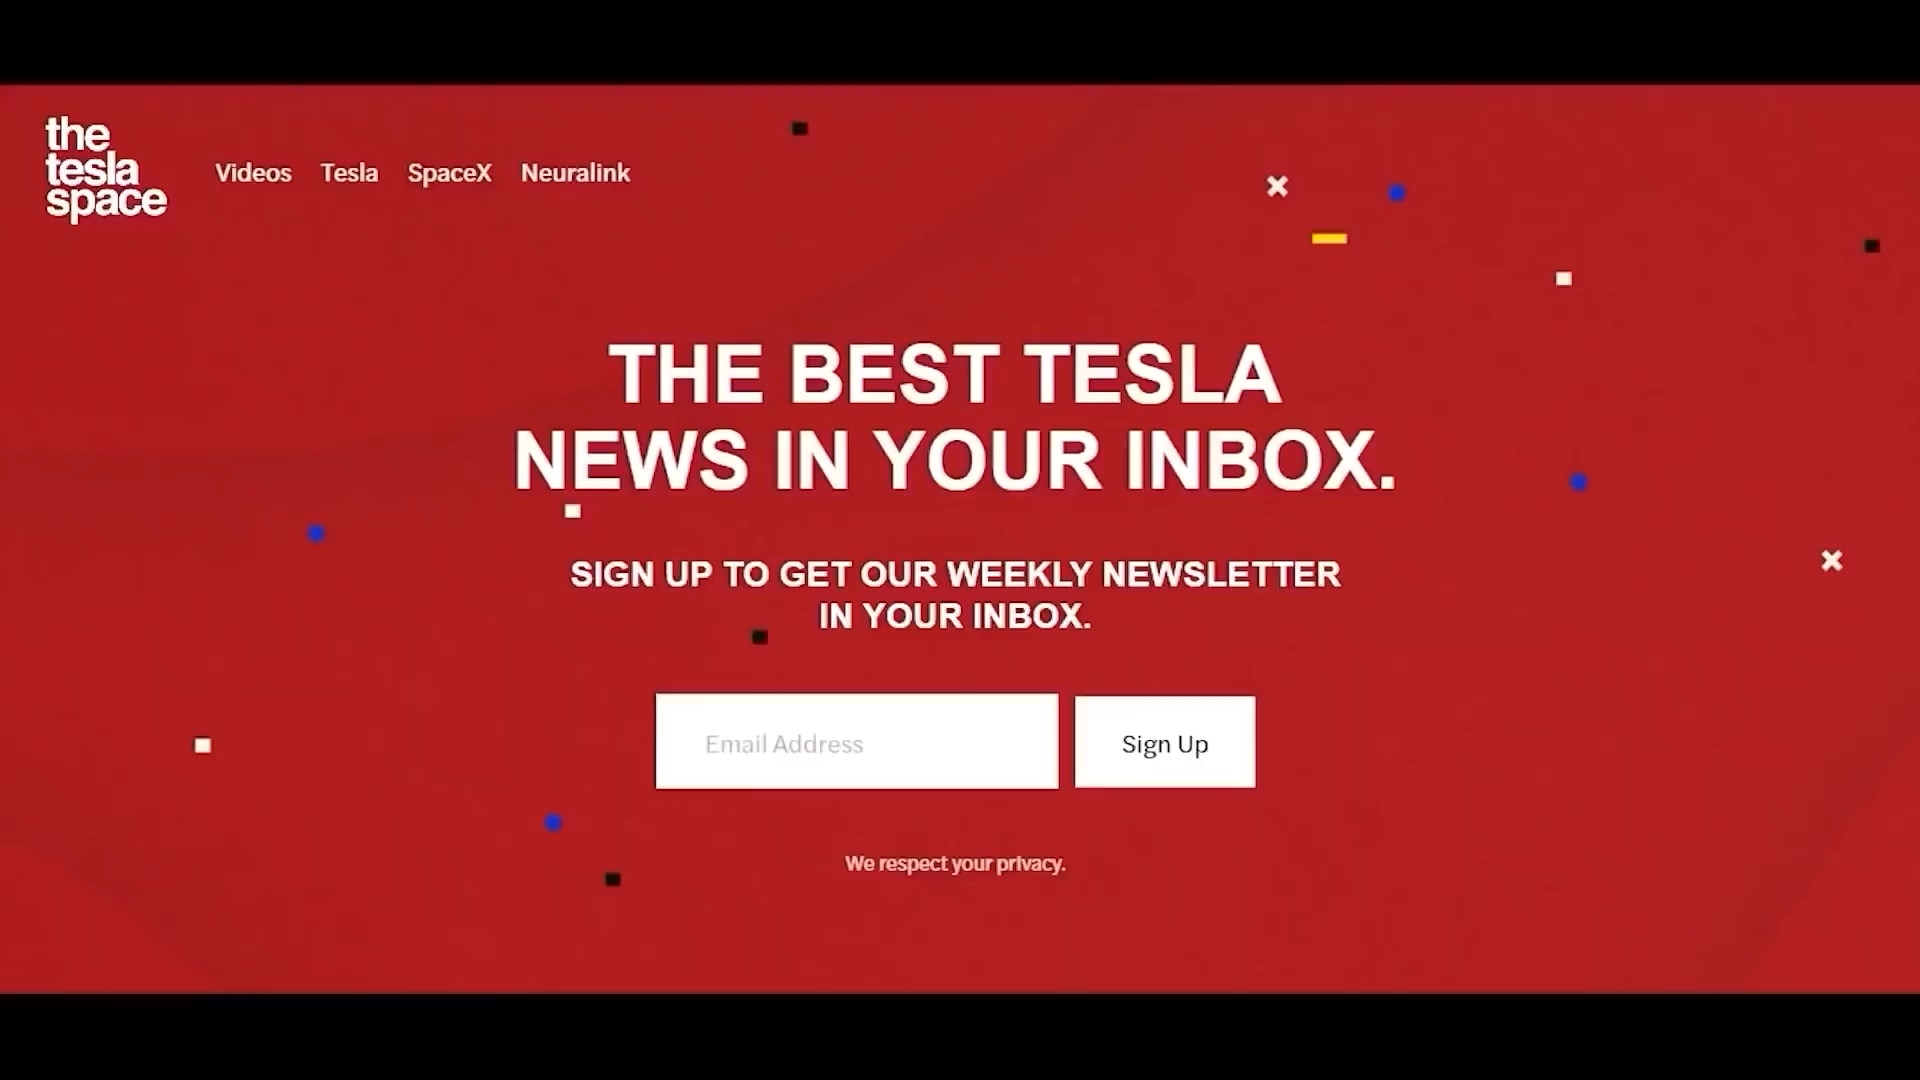 the
tesla
space
Videos Tesla SpaceX Neuralink
THE BEST TESLA
NEWS IN YOUR INBOX.
SIGN UP TO GET OUR WEEKLY NEWSLETTER
IN YOUR INBOX.
Email Address Sign Up
We respect your privacy.